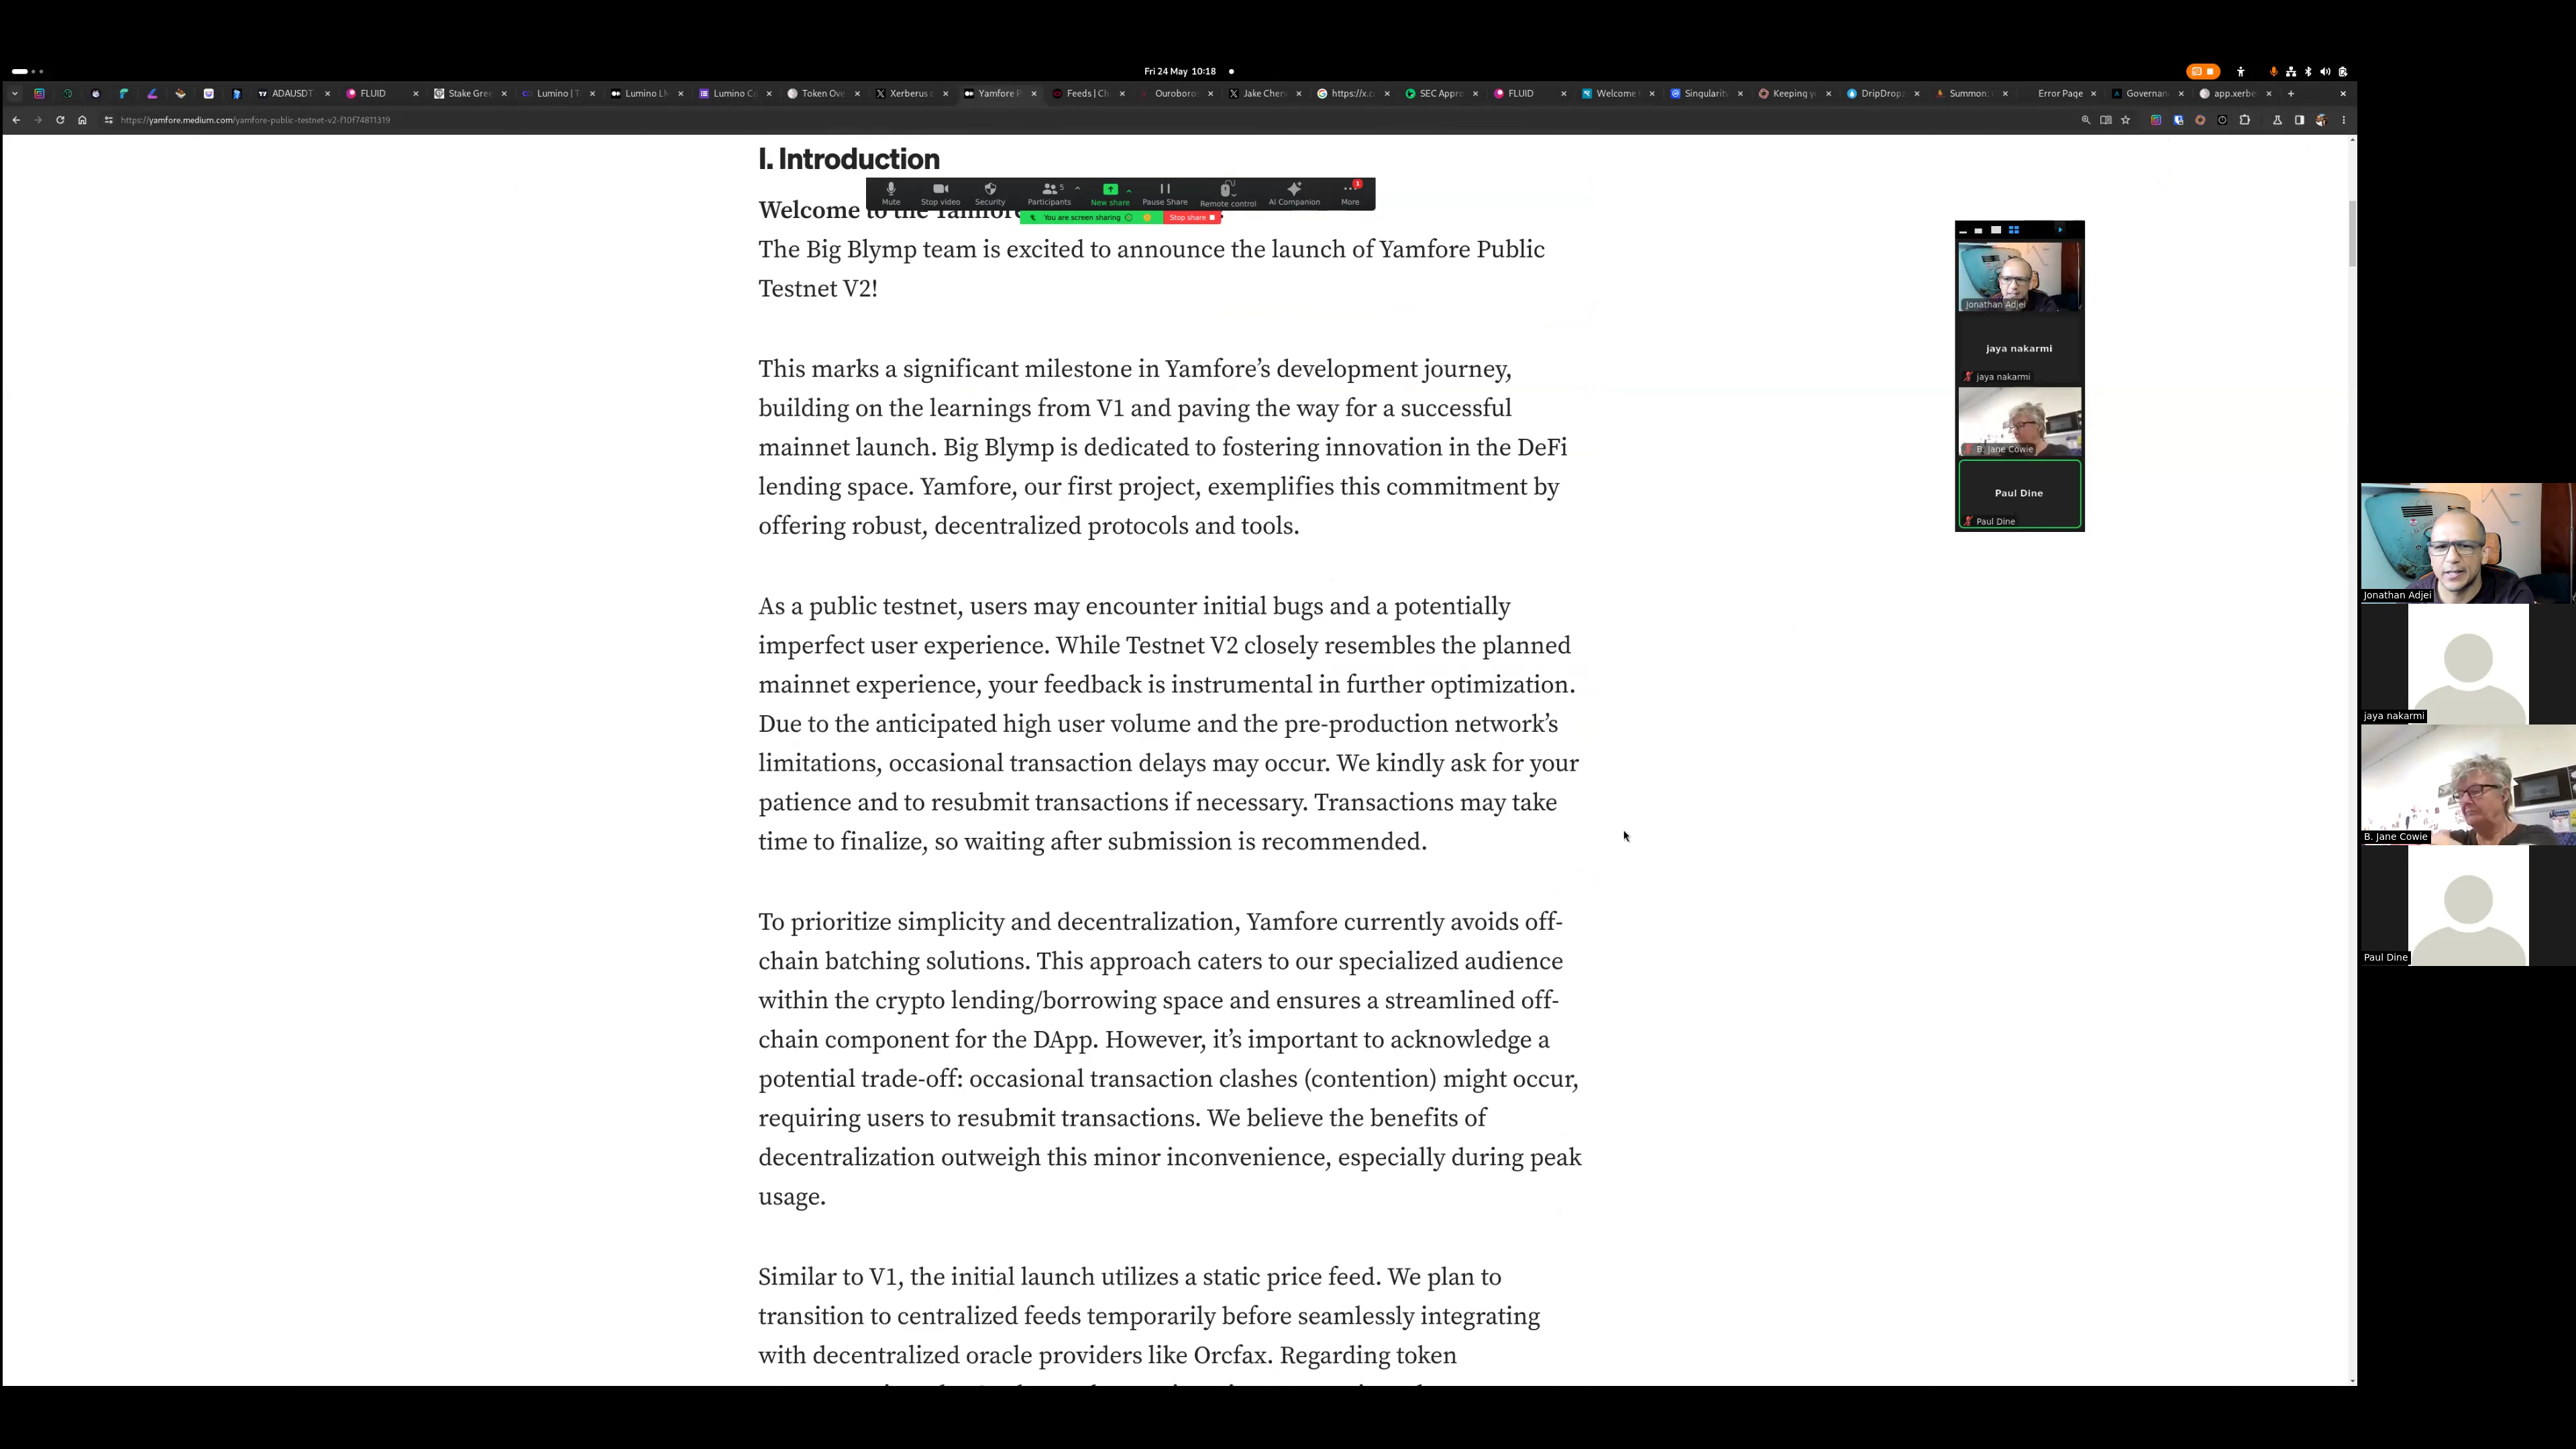 Fri 24 May 10:18
ADAUSDT
FLUID
Stake Gree
Lumino | T
Lumino LM
Lumino Co
Token Ove
Xerberus o
Yamfore P
Feeds | Ch
Ouroboro
Jake Cher
https://x.c
SEC Appro
FLUID
Welcome
Singularit
Keeping y
DripDrop
Summon:
Error Page
Governan
app.xerbe
https://yamfore.medium.com/yamfore-public-testnet-v2-f10f74811319
I. Introduction
Mute
Stop video
Security
Participants
5
New share
Pause Share
Remote control
AI Companion
More
1
Welcome to the Yamfore
You are screen sharing
Stop share
The Big Blymp team is excited to announce the launch of Yamfore Public
Testnet V2!
This marks a significant milestone in Yamfore’s development journey,
building on the learnings from V1 and paving the way for a successful
mainnet launch. Big Blymp is dedicated to fostering innovation in the DeFi
lending space. Yamfore, our first project, exemplifies this commitment by
offering robust, decentralized protocols and tools.
As a public testnet, users may encounter initial bugs and a potentially
imperfect user experience. While Testnet V2 closely resembles the planned
mainnet experience, your feedback is instrumental in further optimization.
Due to the anticipated high user volume and the pre-production network’s
limitations, occasional transaction delays may occur. We kindly ask for your
patience and to resubmit transactions if necessary. Transactions may take
time to finalize, so waiting after submission is recommended.
To prioritize simplicity and decentralization, Yamfore currently avoids off-
chain batching solutions. This approach caters to our specialized audience
within the crypto lending/borrowing space and ensures a streamlined off-
chain component for the DApp. However, it’s important to acknowledge a
potential trade-off: occasional transaction clashes (contention) might occur,
requiring users to resubmit transactions. We believe the benefits of
decentralization outweigh this minor inconvenience, especially during peak
usage.
Similar to V1, the initial launch utilizes a static price feed. We plan to
transition to centralized feeds temporarily before seamlessly integrating
with decentralized oracle providers like Orcfax. Regarding token
Jonathan Adjei
jaya nakarmi
jaya nakarmi
B. Jane Cowie
Paul Dine
Paul Dine
Jonathan Adjei
jaya nakarmi
B. Jane Cowie
Paul Dine